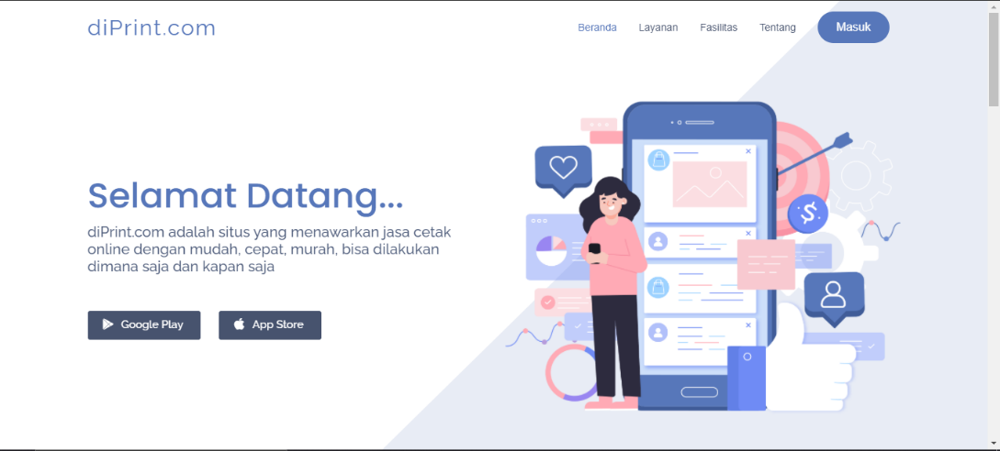 diPrint.com
Beranda Layanan Fasilitas Tentang Masuk
Selamat Datang...
diPrint.com adalah situs yang menawarkan jasa cetak
online dengan mudah, cepat, murah, bisa dilakukan
dimana saja dan kapan saja
Google Play App Store
$